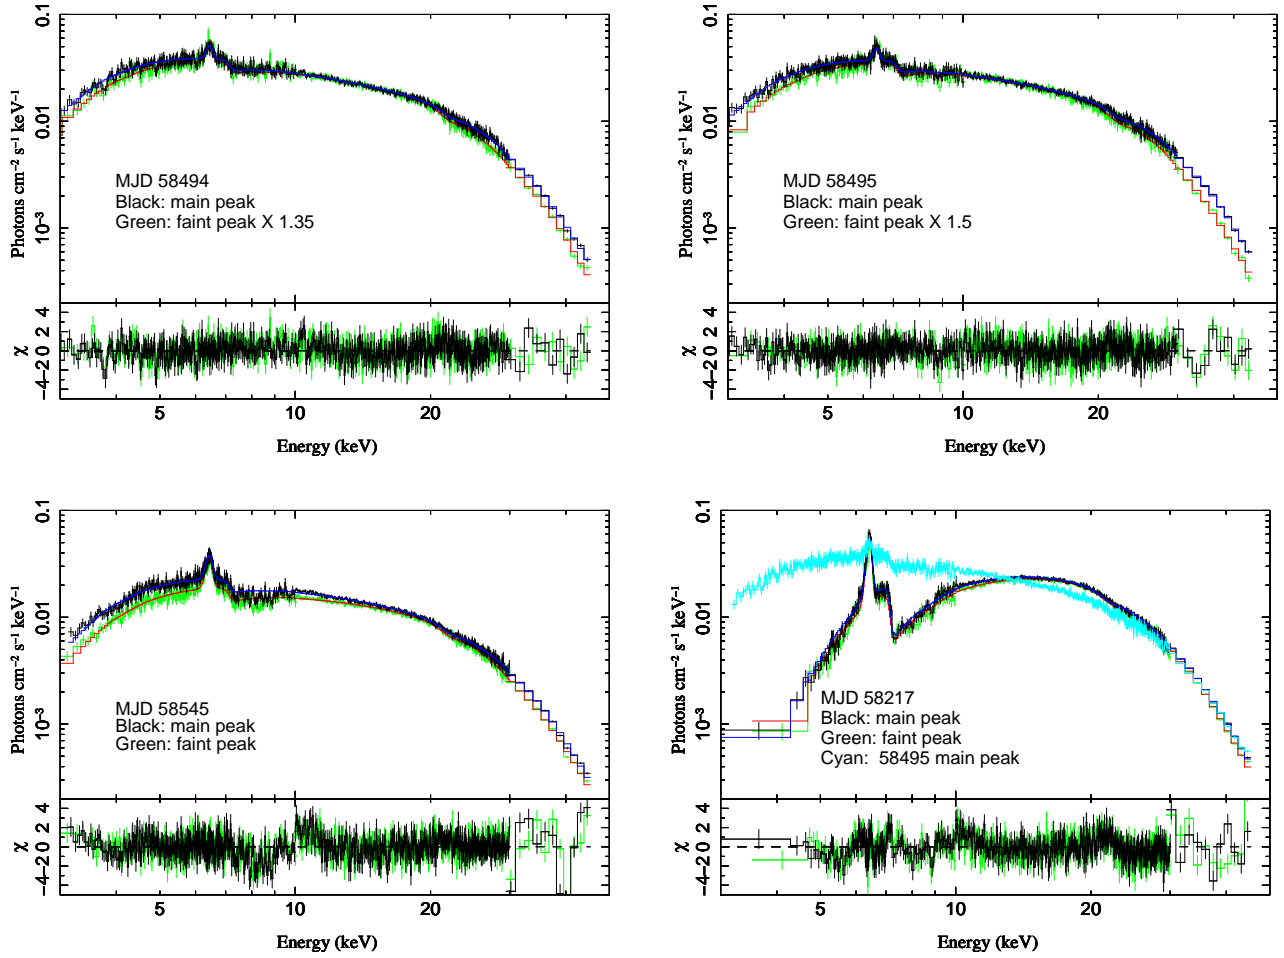 0.1
0.01
10⁻³
Photons cm⁻² s⁻¹ keV⁻¹
MJD 58494
Black: main peak
Green: faint peak X 1.35
−4−2 0 2 4
χ
5 10 20
Energy (keV)
0.1
0.01
10⁻³
Photons cm⁻² s⁻¹ keV⁻¹
MJD 58495
Black: main peak
Green: faint peak X 1.5
−4−2 0 2 4
χ
5 10 20
Energy (keV)
0.1
0.01
10⁻³
Photons cm⁻² s⁻¹ keV⁻¹
MJD 58545
Black: main peak
Green: faint peak
−4−2 0 2 4
χ
5 10 20
Energy (keV)
0.1
0.01
10⁻³
Photons cm⁻² s⁻¹ keV⁻¹
MJD 58217
Black: main peak
Green: faint peak
Cyan: 58495 main peak
−4−2 0 2 4
χ
5 10 20
Energy (keV)